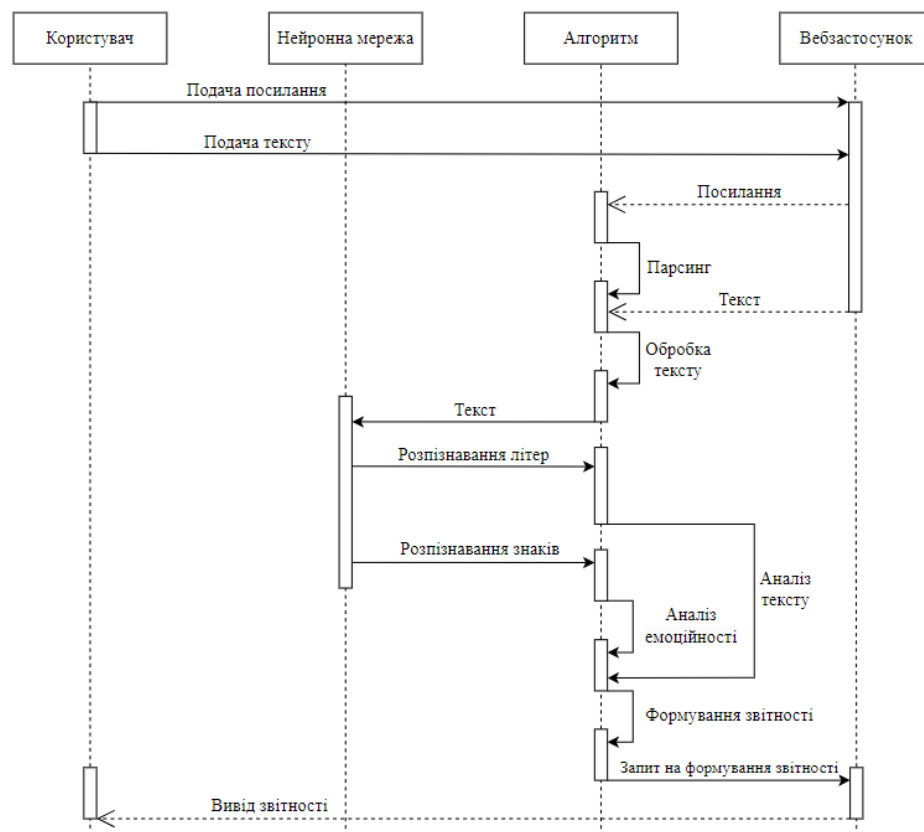 Користувач
Нейронна мережа
Алгоритм
Вебзастосунок
Подача посилання
Подача тексту
Посилання
Парсинг
Текст
Обробка
тексту
Текст
Розпізнавання літер
Розпізнавання знаків
Аналіз
тексту
Аналіз
емоційності
Формування звітності
Запит на формування звітності
Вивід звітності